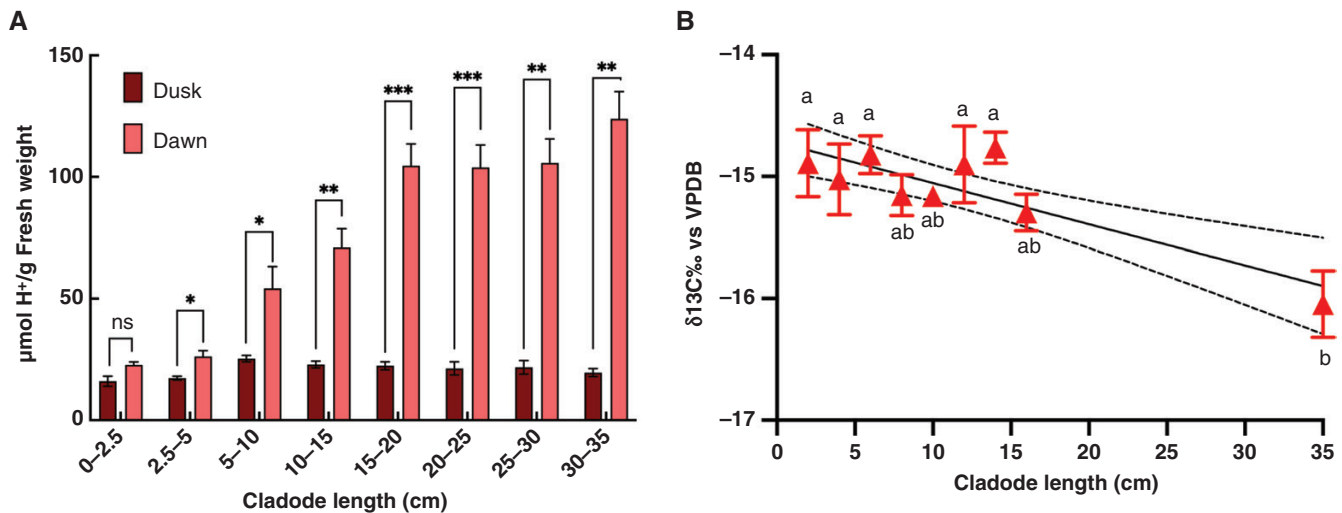 A
µmol H⁺/g Fresh weight
150
100
50
0
Dusk
Dawn
ns
*
*
**
***
***
**
**
0–2.5
2.5–5
5–10
10–15
15–20
20–25
25–30
30–35
Cladode length (cm)
B
δ13C‰ vs VPDB
−14
−15
−16
−17
a
a
a
a
ab
ab
ab
b
0
5
10
15
20
25
30
35
Cladode length (cm)